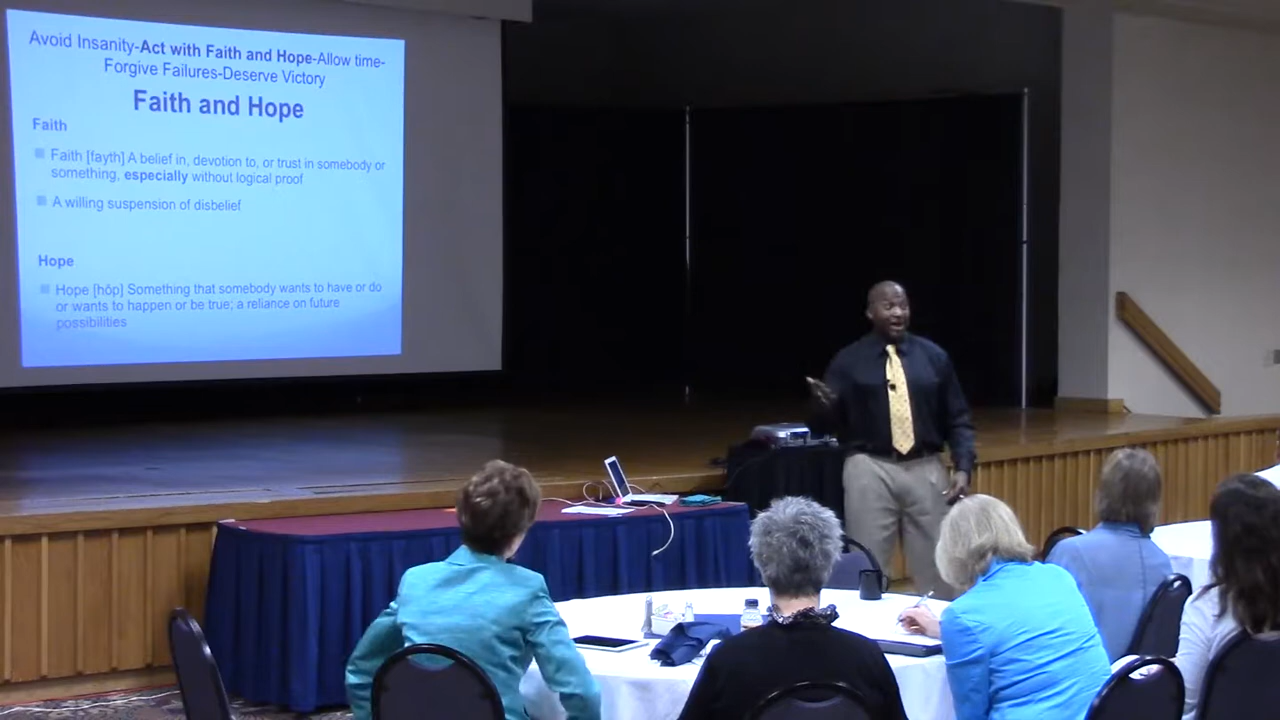 Avoid Insanity-Act with Faith and Hope-Allow time-
Forgive Failures-Deserve Victory
Faith and Hope
Faith
Faith [fayth] A belief in, devotion to, or trust in somebody or
something, especially without logical proof
A willing suspension of disbelief
Hope
Hope [hōp] Something that somebody wants to have or do
or wants to happen or be true; a reliance on future
possibilities